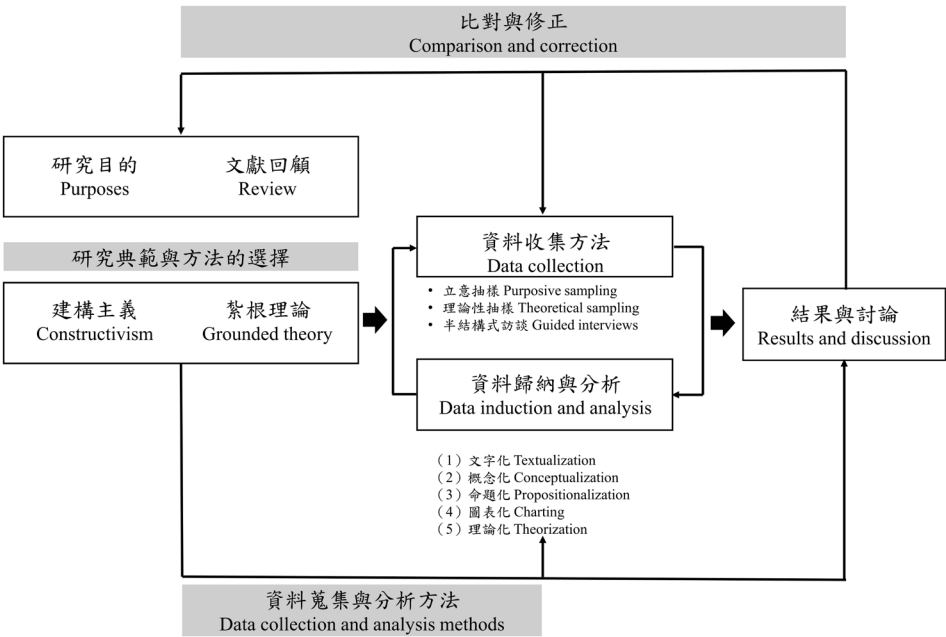 比對與修正
Comparison and correction
研究目的
Purposes
文獻回顧
Review
研究典範與方法的選擇
建構主義
Constructivism
紮根理論
Grounded theory
資料收集方法
Data collection
• 立意抽樣 Purposive sampling
• 理論性抽樣 Theoretical sampling
• 半結構式訪談 Guided interviews
資料歸納與分析
Data induction and analysis
（1）文字化 Textualization
（2）概念化 Conceptualization
（3）命題化 Propositionalization
（4）圖表化 Charting
（5）理論化 Theorization
結果與討論
Results and discussion
資料蒐集與分析方法
Data collection and analysis methods